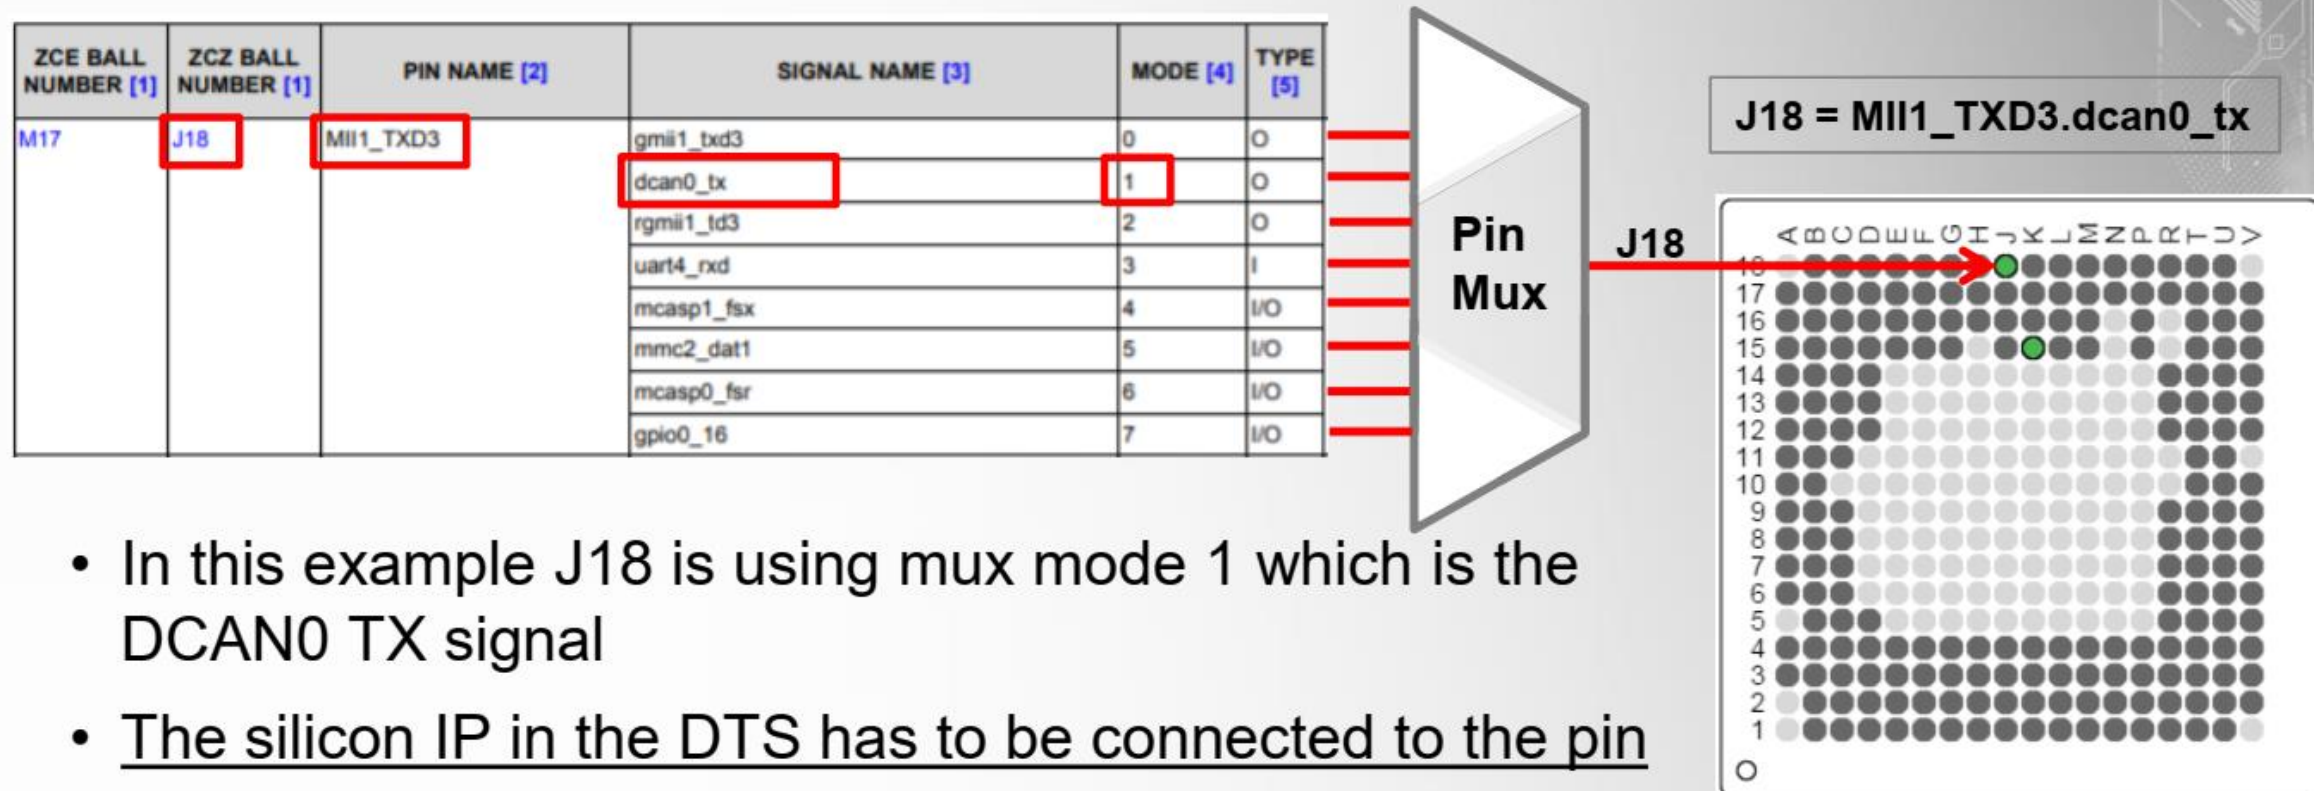 ZCE BALL NUMBER [1] ZCZ BALL NUMBER [1] PIN NAME [2] SIGNAL NAME [3] MODE [4] TYPE [5]
M17 J18 MII1_TXD3 gmii1_txd3 0 O
dcan0_tx 1 O
rgmii1_td3 2 O
uart4_rxd 3 I
mcasp1_fsx 4 I/O
mmc2_dat1 5 I/O
mcasp0_fsr 6 I/O
gpio0_16 7 I/O
Pin
Mux
J18
J18 = MII1_TXD3.dcan0_tx
A B C D E F G H J K L M N P R T U V
18
17
16
15
14
13
12
11
10
9
8
7
6
5
4
3
2
1
• In this example J18 is using mux mode 1 which is the
DCAN0 TX signal
• The silicon IP in the DTS has to be connected to the pin